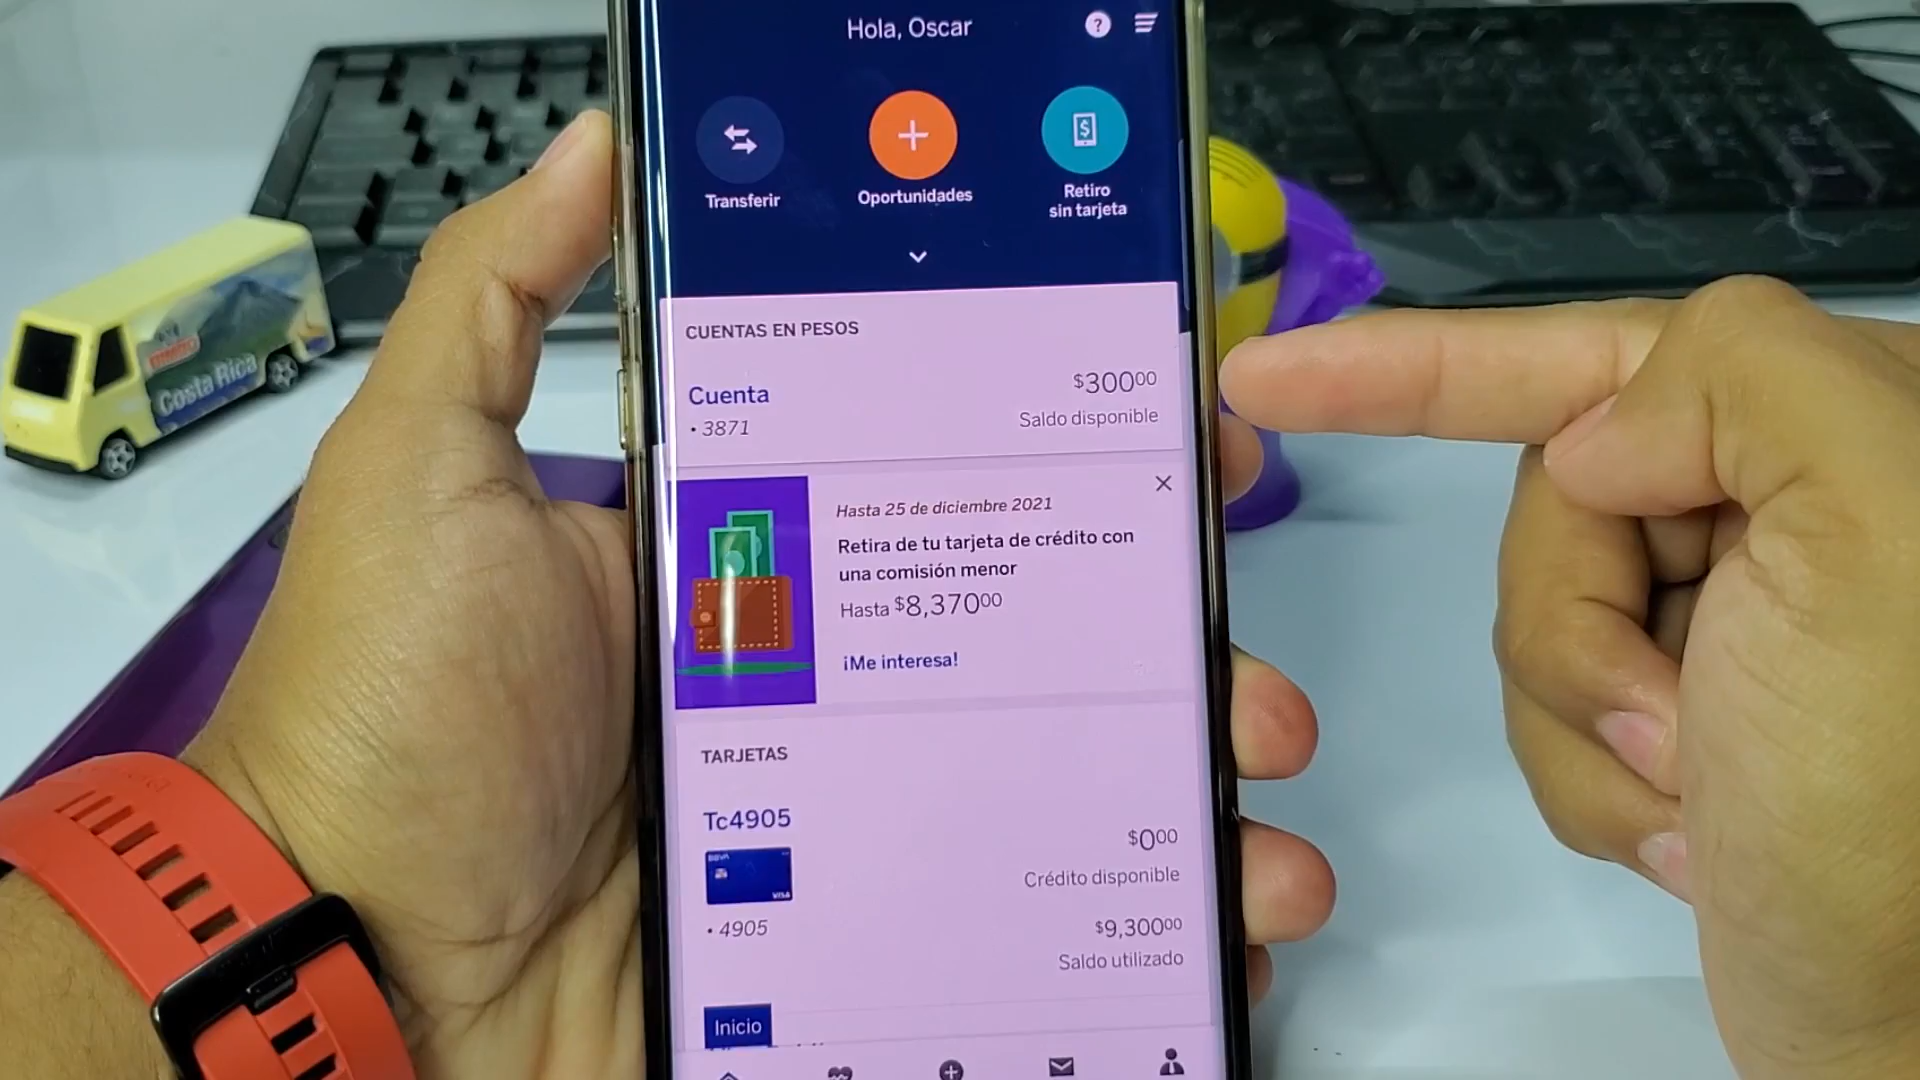 Hola, Oscar
?
Transferir
Oportunidades
Retiro
sin tarjeta
CUENTAS EN PESOS
Cuenta
$300⁰⁰
• 3871
Saldo disponible
Hasta 25 de diciembre 2021
Retira de tu tarjeta de crédito con
una comisión menor
Hasta $8,370⁰⁰
¡Me interesa!
TARJETAS
Tc4905
BBVA
VISA
$0⁰⁰
Crédito disponible
• 4905
$9,300⁰⁰
Saldo utilizado
Inicio
Costa Rica